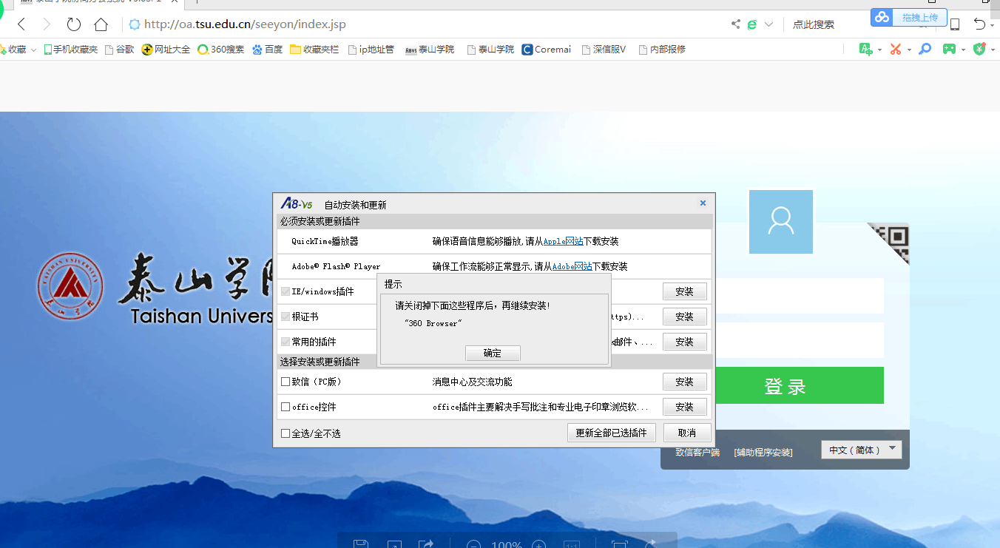 http://oa.tsu.edu.cn/seeyon/index.jsp
点此搜索
拖拽上传
收藏 手机收藏夹 谷歌 网址大全 360搜索 百度 收藏夹栏 ip地址管 泰山学院 泰山学院 Coremai 深信服V 内部报修
泰山学
Taishan Univers
A8-V5 自动安装和更新
必须安装或更新插件
QuickTime播放器 确保语音信息能够播放,请从Apple网站下载安装
Adobe® Flash® Player 确保工作流能够正常显示,请从Adobe网站下载安装
IE/windows插件 安装
根证书 ttps)... 安装
常用的插件 邮件、... 安装
提示
请关闭掉下面这些程序后，再继续安装!
"360 Browser"
确定
选择安装或更新插件
致信（PC版） 消息中心及交流功能 安装
office控件 office插件主要解决手写批注和专业电子印章浏览软... 安装
全选/全不选 更新全部已选插件 取消
登 录
致信客户端 [辅助程序安装] 中文（简体）
100%
1:1